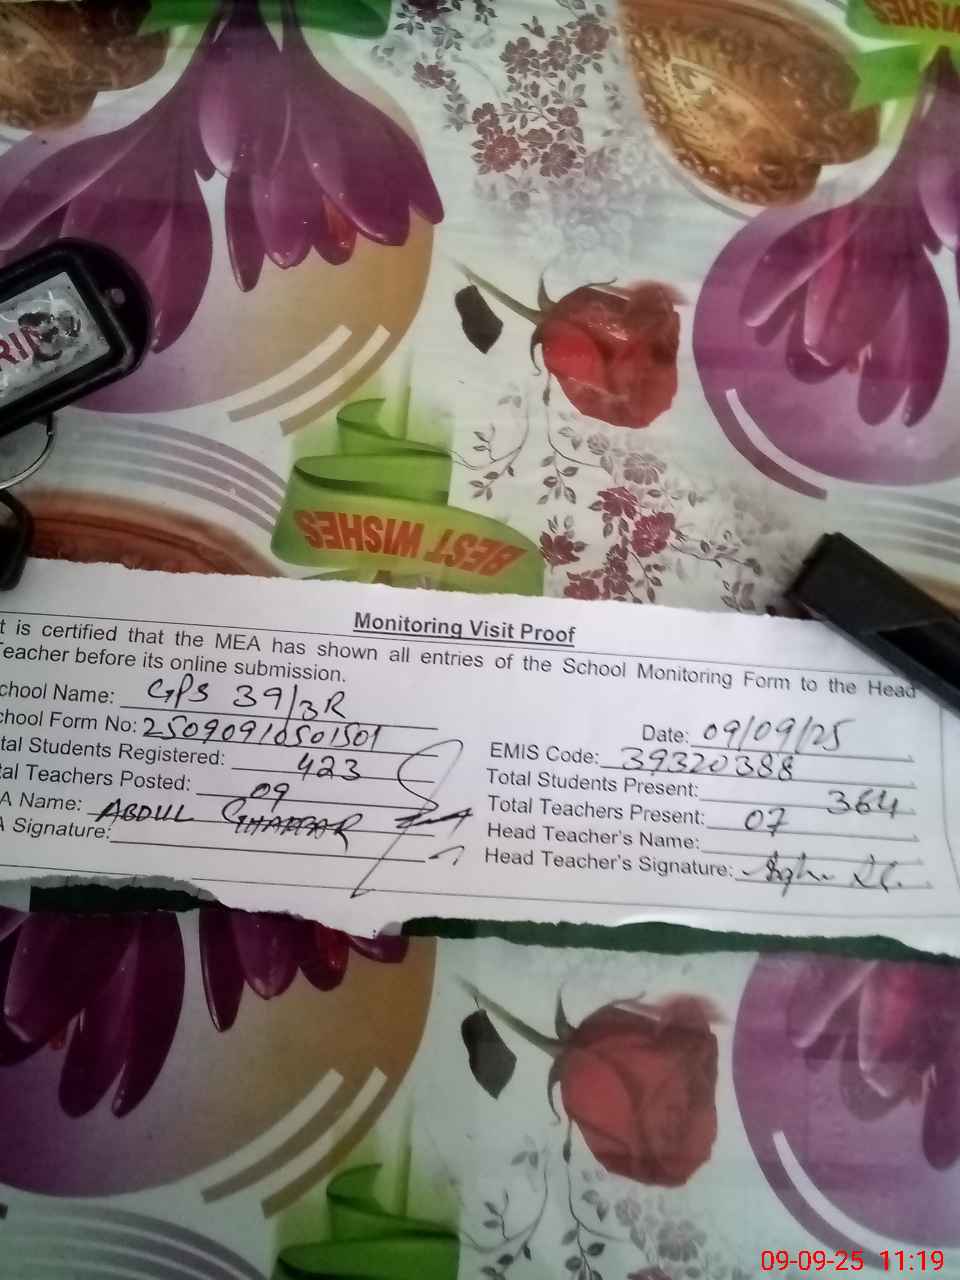 SHSIW
RIP
BEST WISHES
Monitoring Visit Proof
t is certified that the MEA has shown all entries of the School Monitoring Form to the Head
Teacher before its online submission.
chool Name: GPS 39/3R
Date: 09/09/25
chool Form No: 25090910501501
EMIS Code: 39320388
tal Students Registered: 423
Total Students Present: 364
tal Teachers Posted: 09
Total Teachers Present: 07
A Name: ABDUL GHAFFAR
Head Teacher's Name:
A Signature:
Head Teacher's Signature:
09-09-25 11:19